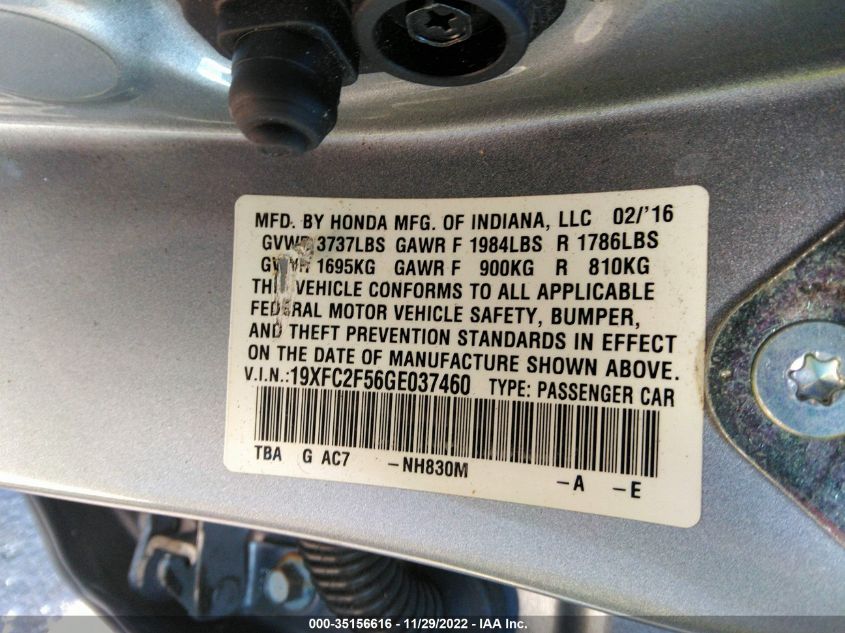 MFD. BY HONDA MFG. OF INDIANA, LLC 02/'16
GVWR 3737LBS GAWR F 1984LBS R 1786LBS
GVWR 1695KG GAWR F 900KG R 810KG
THIS VEHICLE CONFORMS TO ALL APPLICABLE
FEDERAL MOTOR VEHICLE SAFETY, BUMPER,
AND THEFT PREVENTION STANDARDS IN EFFECT
ON THE DATE OF MANUFACTURE SHOWN ABOVE.
V.I.N.:19XFC2F56GE037460 TYPE: PASSENGER CAR
TBA G AC7 -NH830M -A -E
000-35156616 - 11/29/2022 - IAA Inc.